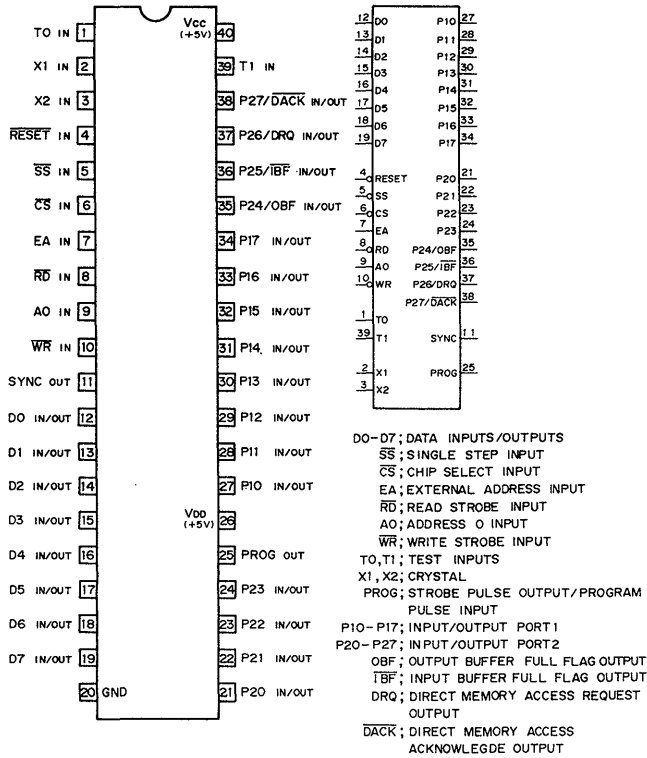 VCC
(+5V)
TO IN 1
40
X1 IN 2
39 T1 IN
X2 IN 3
38 P27/DACK IN/OUT
RESET IN 4
37 P26/DRQ IN/OUT
SS IN 5
36 P25/IBF IN/OUT
CS IN 6
35 P24/OBF IN/OUT
EA IN 7
34 P17 IN/OUT
RD IN 8
33 P16 IN/OUT
AO IN 9
32 P15 IN/OUT
WR IN 10
31 P14 IN/OUT
SYNC OUT 11
30 P13 IN/OUT
DO IN/OUT 12
29 P12 IN/OUT
D1 IN/OUT 13
28 P11 IN/OUT
D2 IN/OUT 14
27 P10 IN/OUT
D3 IN/OUT 15
VDD
(+5V)
26
D4 IN/OUT 16
25 PROG OUT
D5 IN/OUT 17
24 P23 IN/OUT
D6 IN/OUT 18
23 P22 IN/OUT
D7 IN/OUT 19
22 P21 IN/OUT
20 GND
21 P20 IN/OUT
12 DO P10 27
13 D1 P11 28
14 D2 P12 29
15 D3 P13 30
16 D4 P14 31
17 D5 P15 32
18 D6 P16 33
19 D7 P17 34
4 RESET P20 21
5 SS P21 22
6 CS P22 23
7 EA P23 24
8 RD P24/OBF 35
9 AO P25/IBF 36
10 WR P26/DRQ 37
P27/DACK 38
1 TO
39 T1 SYNC 11
2 X1 PROG 25
3 X2
DO-D7; DATA INPUTS/OUTPUTS
SS; SINGLE STEP INPUT
CS; CHIP SELECT INPUT
EA; EXTERNAL ADDRESS INPUT
RD; READ STROBE INPUT
AO; ADDRESS O INPUT
WR; WRITE STROBE INPUT
TO,T1; TEST INPUTS
X1, X2; CRYSTAL
PROG; STROBE PULSE OUTPUT/PROGRAM
PULSE INPUT
P10-P17; INPUT/OUTPUT PORT1
P20-P27; INPUT/OUTPUT PORT2
OBF; OUTPUT BUFFER FULL FLAG OUTPUT
IBF; INPUT BUFFER FULL FLAG OUTPUT
DRQ; DIRECT MEMORY ACCESS REQUEST
OUTPUT
DACK; DIRECT MEMORY ACCESS
ACKNOWLEGDE OUTPUT